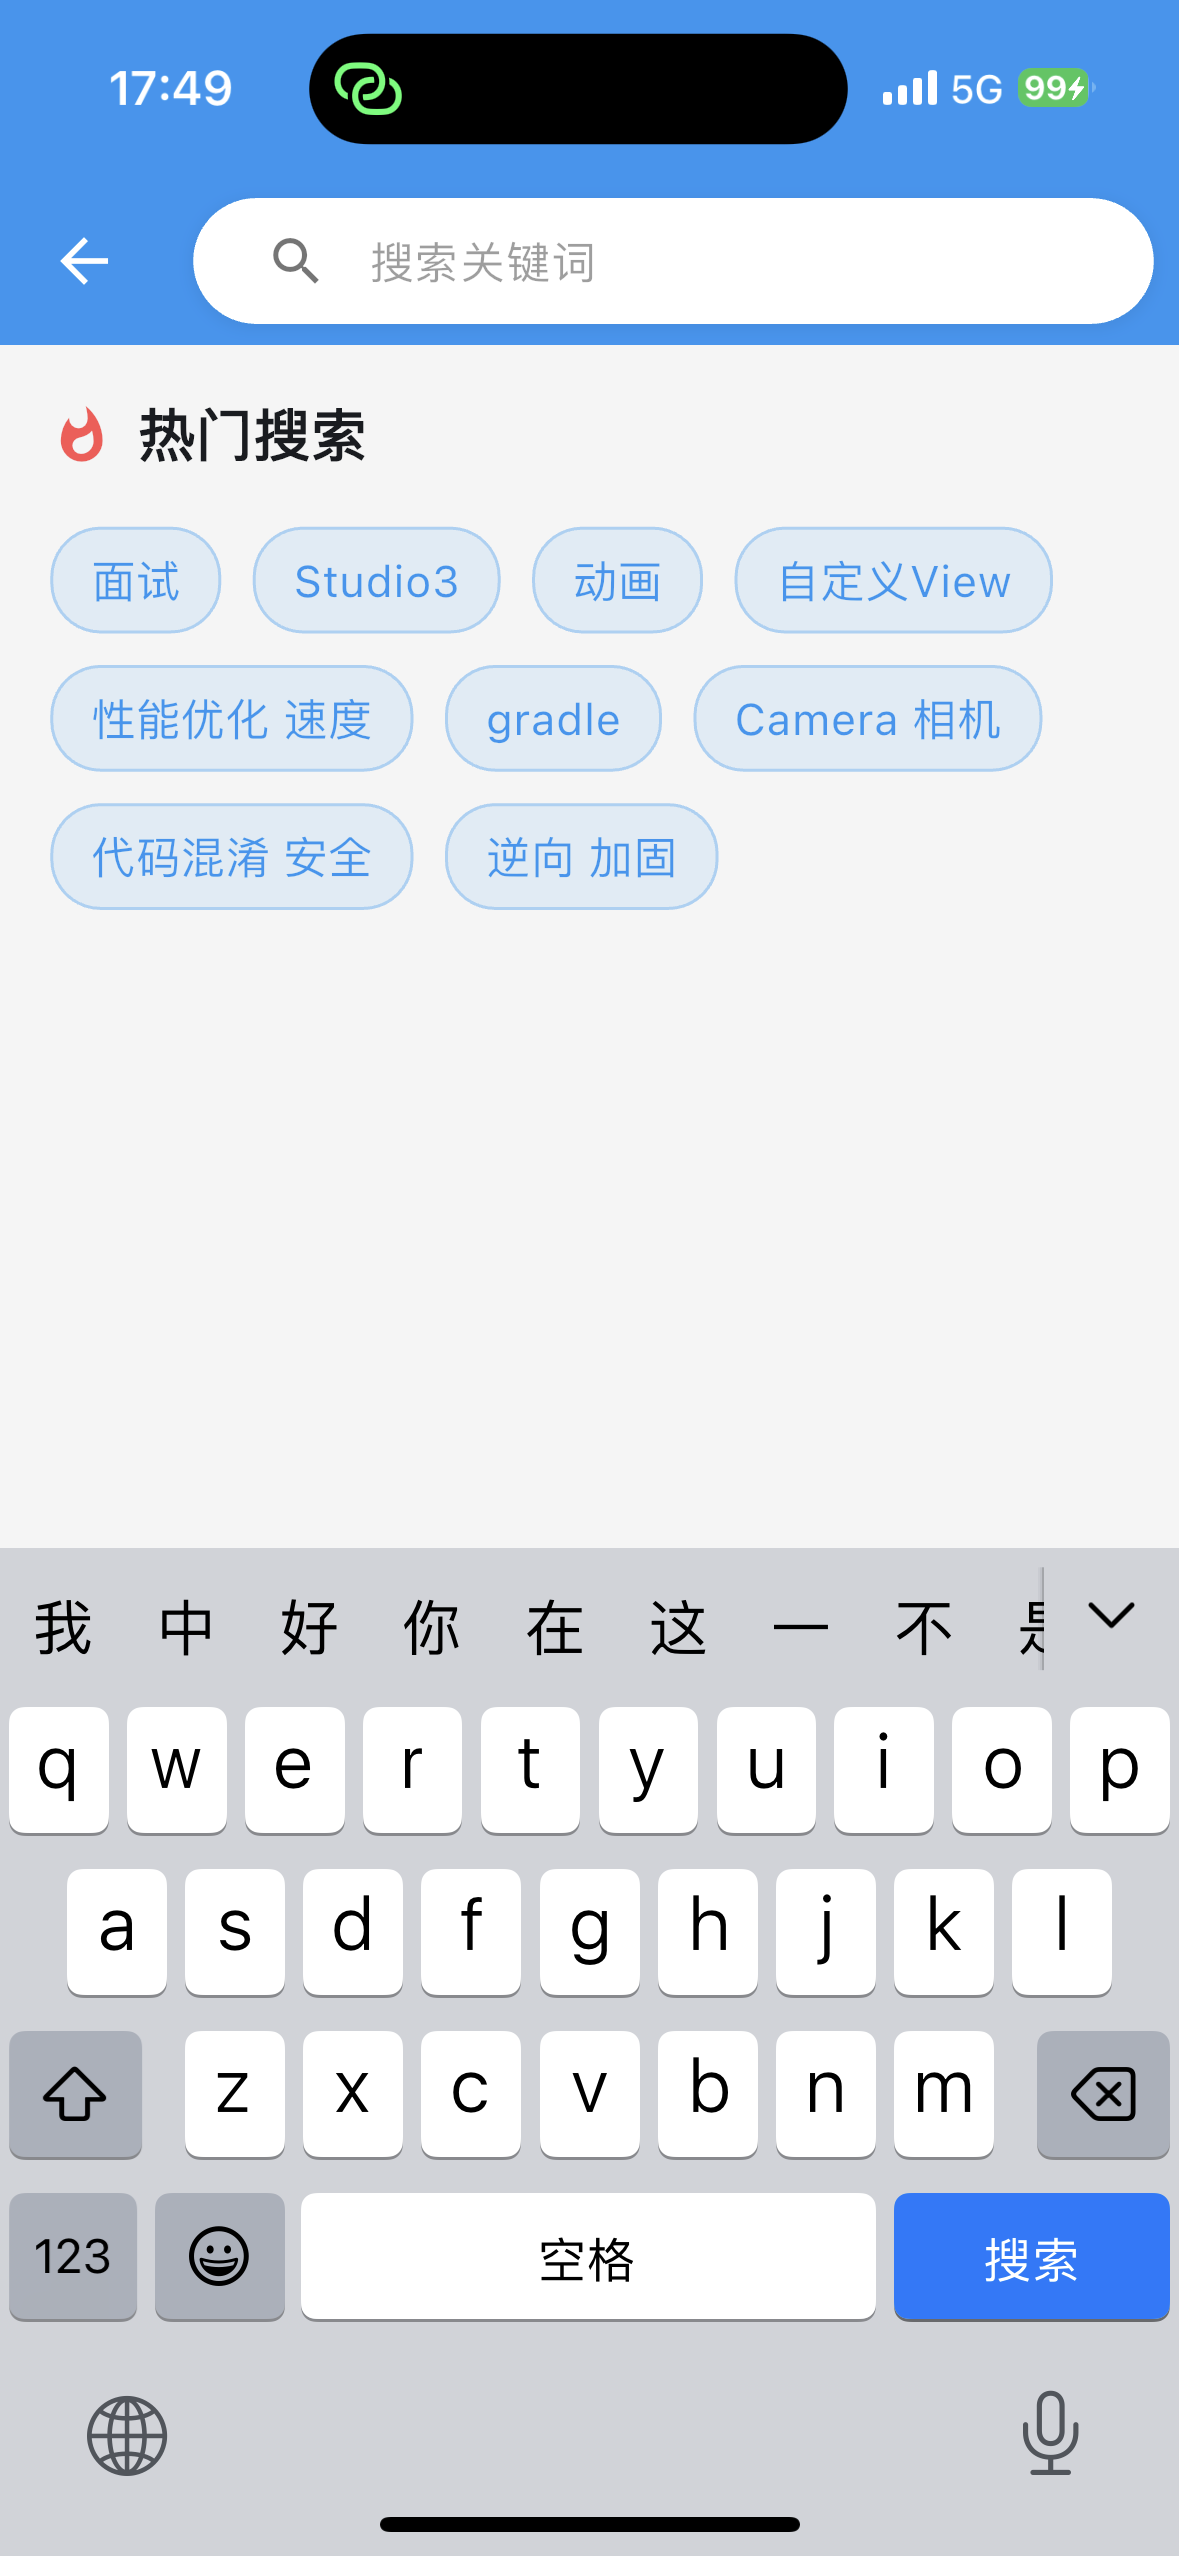 17:49 5G 99
搜索关键词
热门搜索
面试 Studio3 动画 自定义View
性能优化 速度 gradle Camera 相机
代码混淆 安全 逆向 加固
我 中 好 你 在 这 一 不
q w e r t y u i o p
a s d f g h j k l
z x c v b n m
123 空格 搜索